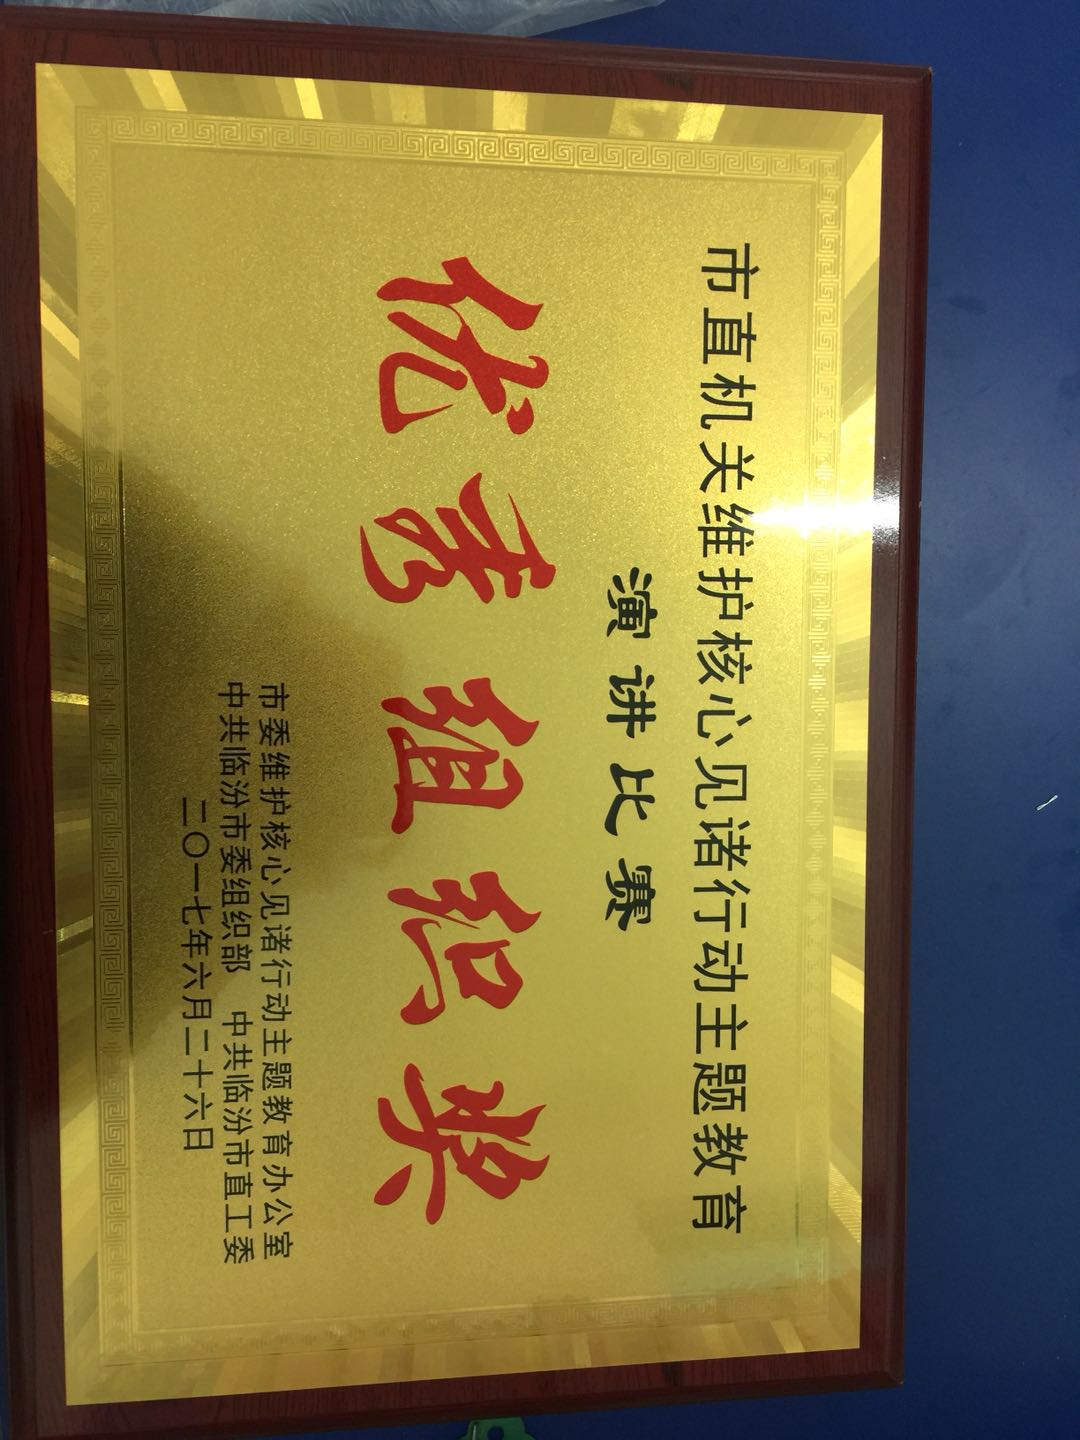 市直机关维护核心见诸行动主题教育
演讲比赛
优秀组织奖
市委维护核心见诸行动主题教育办公室
中共临汾市委组织部 中共临汾市直工委
二〇一七年六月二十六日